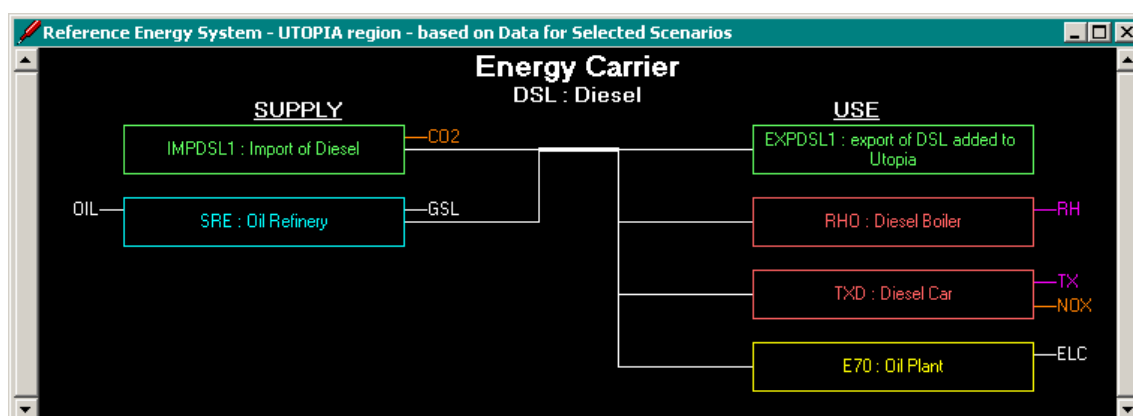 Reference Energy System - UTOPIA region - based on Data for Selected Scenarios
Energy Carrier
DSL : Diesel
SUPPLY
USE
IMPDSL1 : Import of Diesel
CO2
EXPDSL1 : export of DSL added to
Utopia
OIL
SRE : Oil Refinery
GSL
RHO : Diesel Boiler
RH
TXD : Diesel Car
TX
NOX
E70 : Oil Plant
ELC